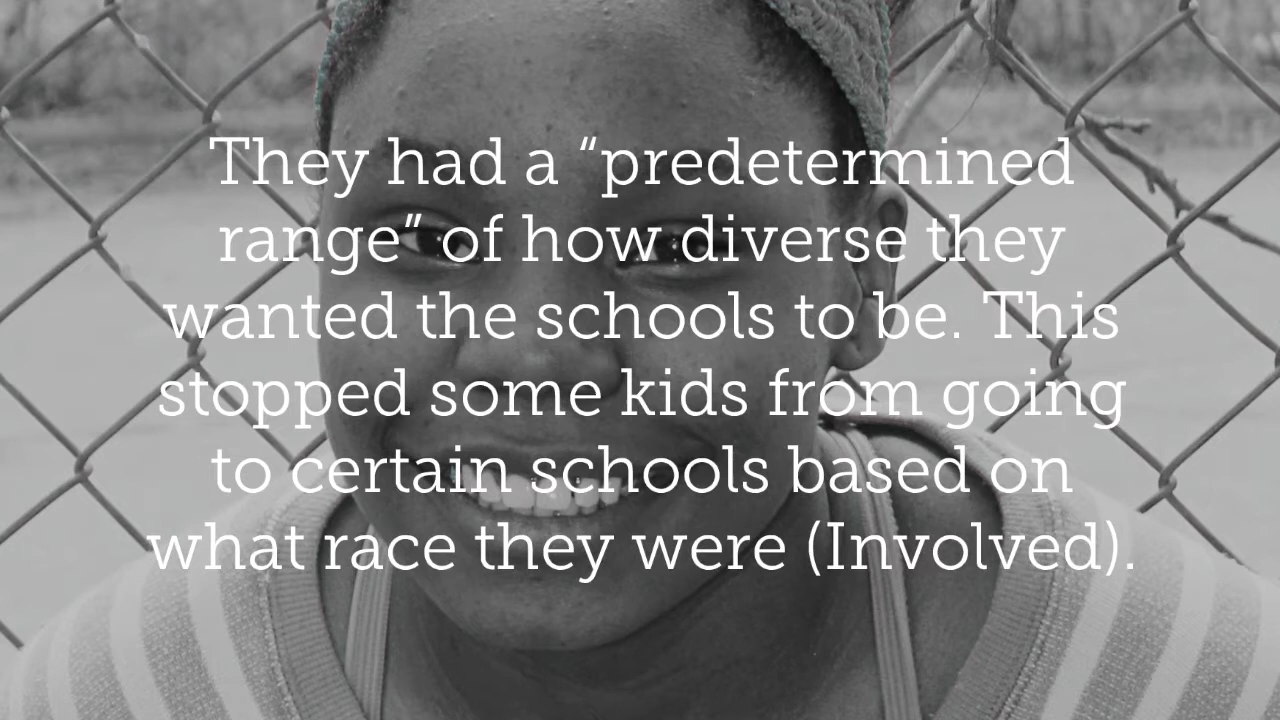 They had a “predetermined
range” of how diverse they
wanted the schools to be. This
stopped some kids from going
to certain schools based on
what race they were (Involved).